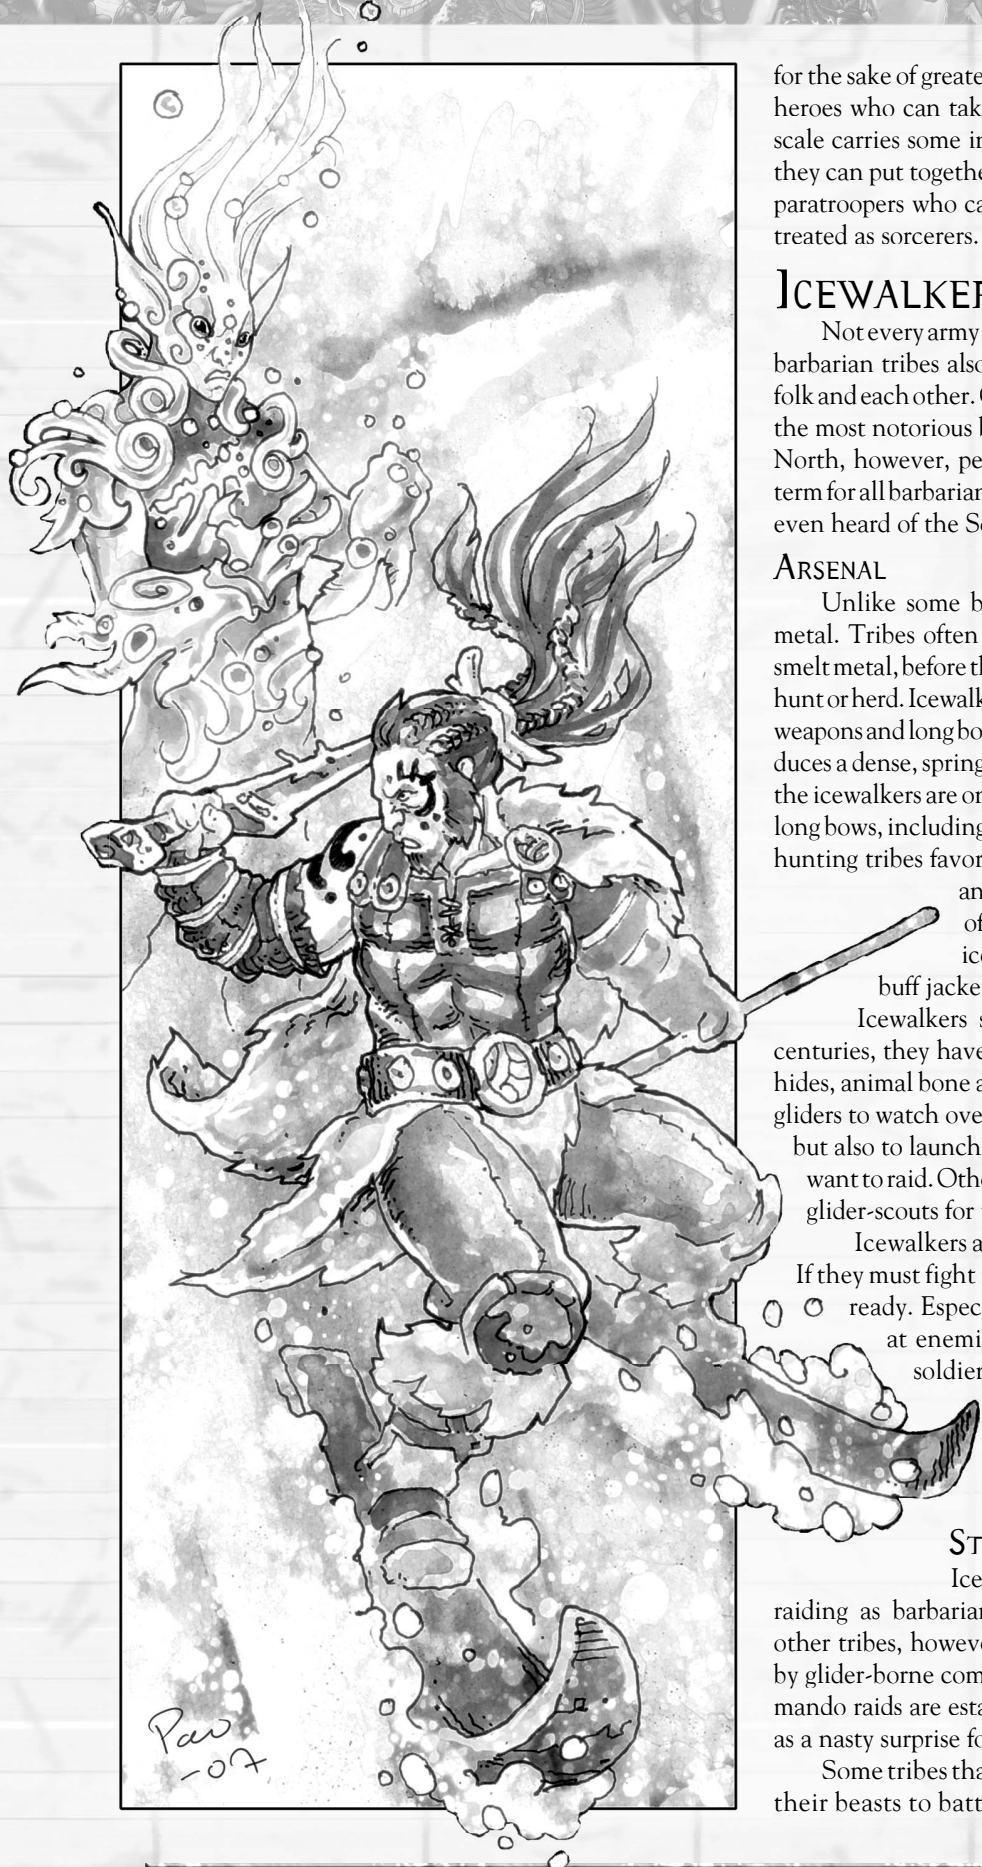 for the sake of greate
heroes who can tak
scale carries some in
they can put togethe
paratroopers who ca
treated as sorcerers.
ICEWALKER
Not every army
barbarian tribes also
folk and each other.
the most notorious b
North, however, pe
term for all barbarian
even heard of the S
ARSENAL
Unlike some b
metal. Tribes often
smelt metal, before th
hunt or herd. Icewalk
weapons and long bo
duces a dense, spring
the icewalkers are or
long bows, including
hunting tribes favor
an
of
ice
buff jacke
Icewalkers s
centuries, they have
hides, animal bone a
gliders to watch over
but also to launch
want to raid. Othe
glider-scouts for
Icewalkers a
If they must fight
ready. Espec
at enemi
soldier
ST
Ice
raiding as barbarian
other tribes, howeve
by glider-borne com
mando raids are esta
as a nasty surprise fo
Some tribes tha
their beasts to batt
-07